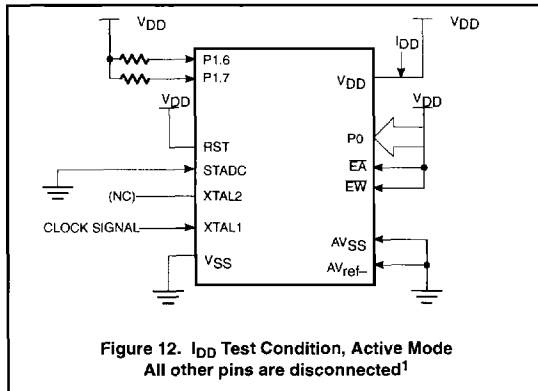 VDD
VDD
IDD
P1.6
P1.7
VDD
VDD
VDD
P0
RST
EA
STADC
EW
(NC)
XTAL2
CLOCK SIGNAL
XTAL1
AVSS
VSS
AVref–
Figure 12. IDD Test Condition, Active Mode
All other pins are disconnected1